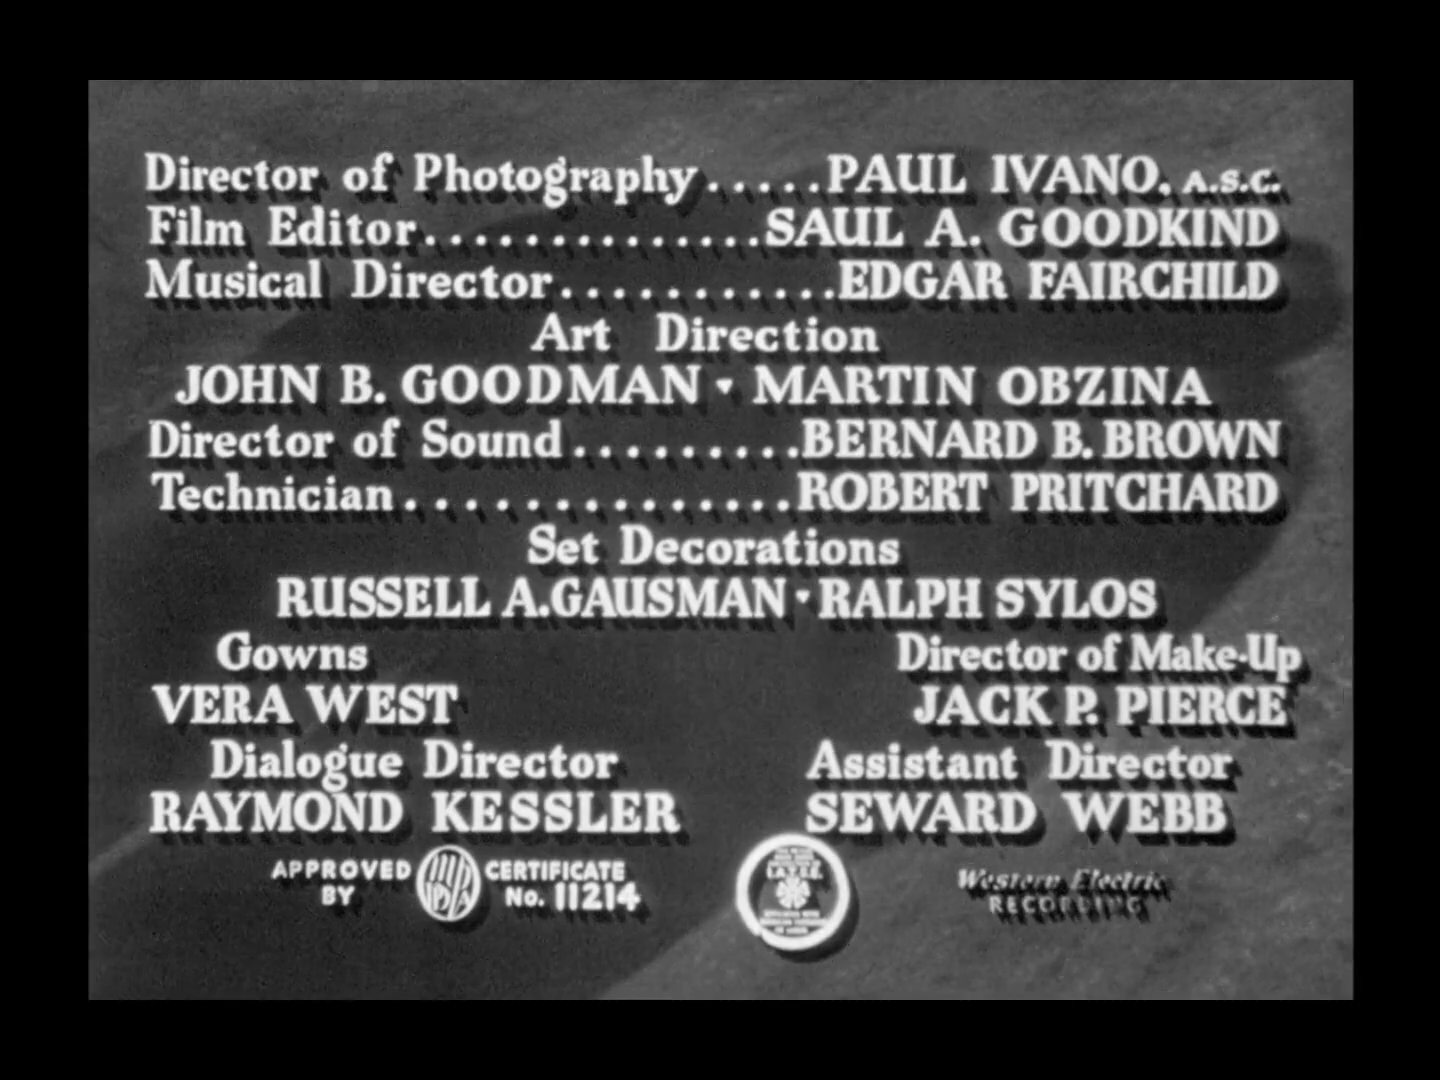 Director of Photography.....PAUL IVANO, A.S.C.
Film Editor..............SAUL A. GOODKIND
Musical Director...........EDGAR FAIRCHILD
Art Direction
JOHN B. GOODMAN · MARTIN OBZINA
Director of Sound.........BERNARD B. BROWN
Technician...............ROBERT PRITCHARD
Set Decorations
RUSSELL A. GAUSMAN · RALPH SYLOS
Gowns
VERA WEST
Director of Make-Up
JACK P. PIERCE
Dialogue Director
RAYMOND KESSLER
Assistant Director
SEWARD WEBB
APPROVED BY
CERTIFICATE No. 11214
I.A.T.S.E.
Western Electric
RECORDING